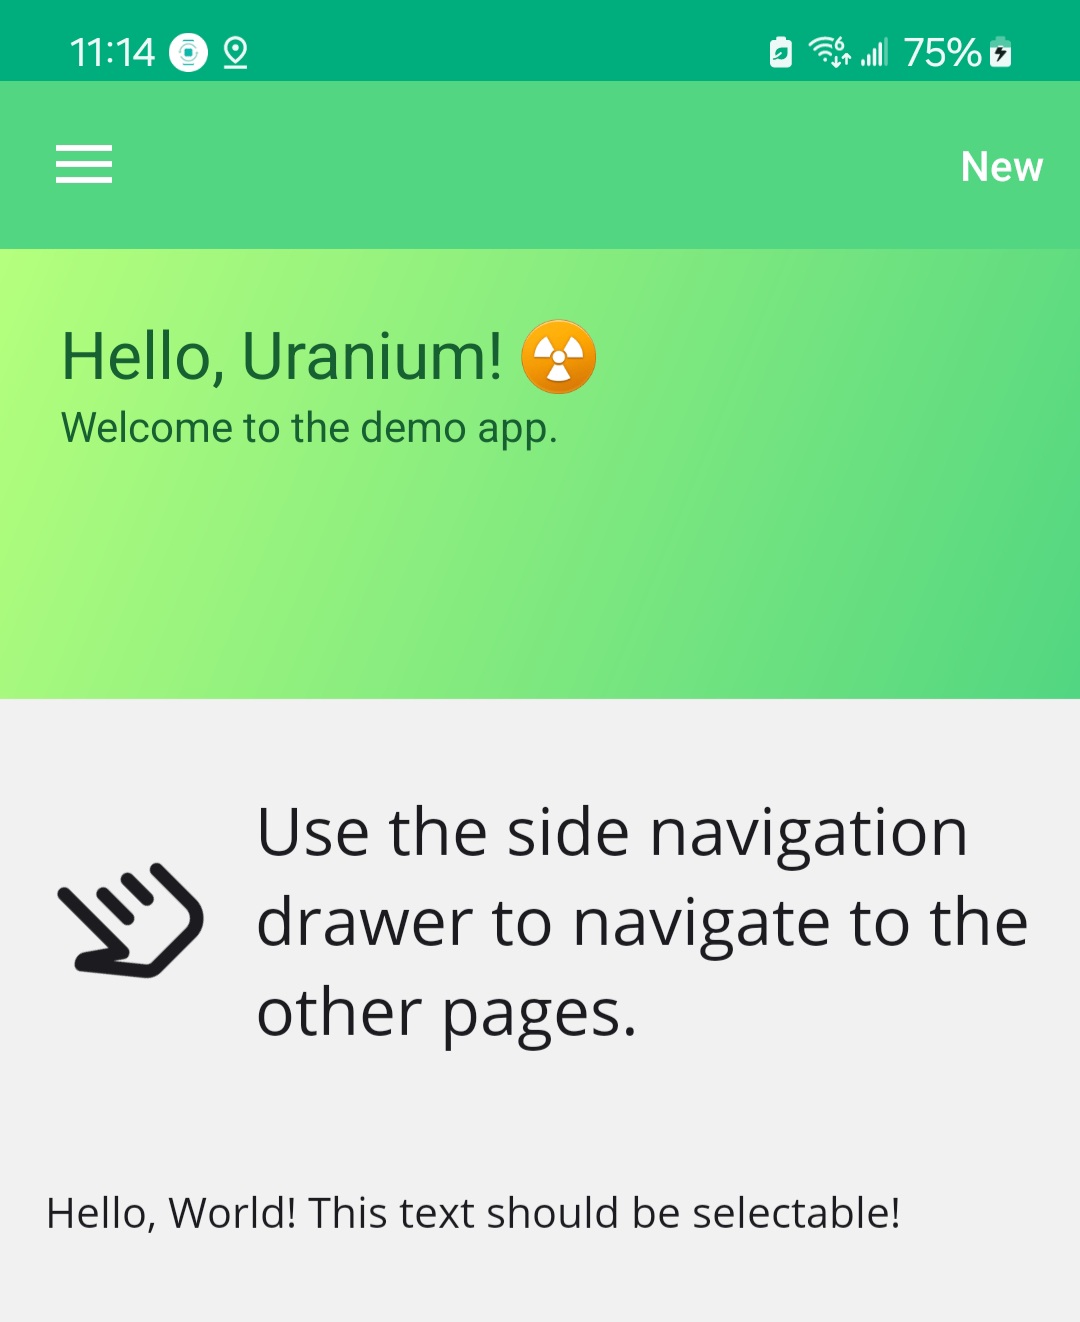 11:14 75%
New
Hello, Uranium! ☢️
Welcome to the demo app.
Use the side navigation
drawer to navigate to the
other pages.
Hello, World! This text should be selectable!